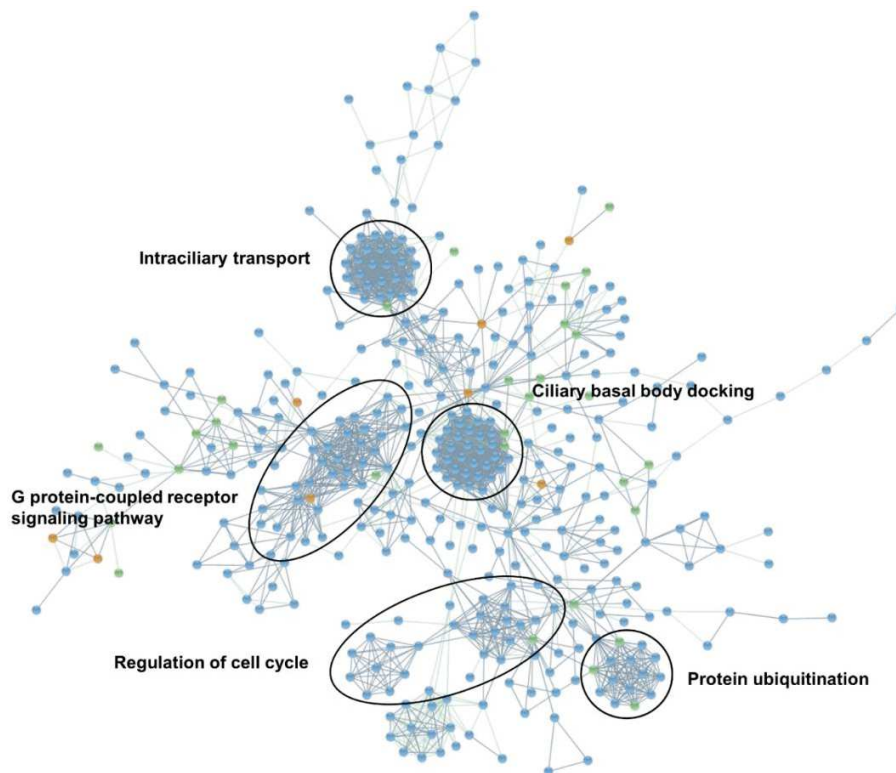 Intraciliary transport
Ciliary basal body docking
G protein-coupled receptor
signaling pathway
Regulation of cell cycle
Protein ubiquitination